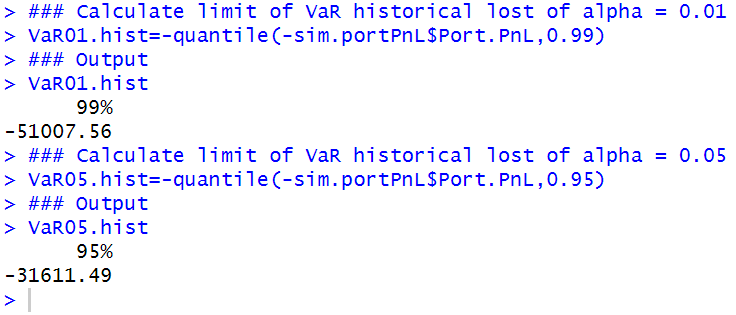 > ### Calculate limit of VaR historical lost of alpha = 0.01
> VaR01.hist=-quantile(-sim.portPnL$Port.PnL,0.99)
> ### Output
> VaR01.hist
99%
-51007.56
> ### Calculate limit of VaR historical lost of alpha = 0.05
> VaR05.hist=-quantile(-sim.portPnL$Port.PnL,0.95)
> ### Output
> VaR05.hist
95%
-31611.49
>